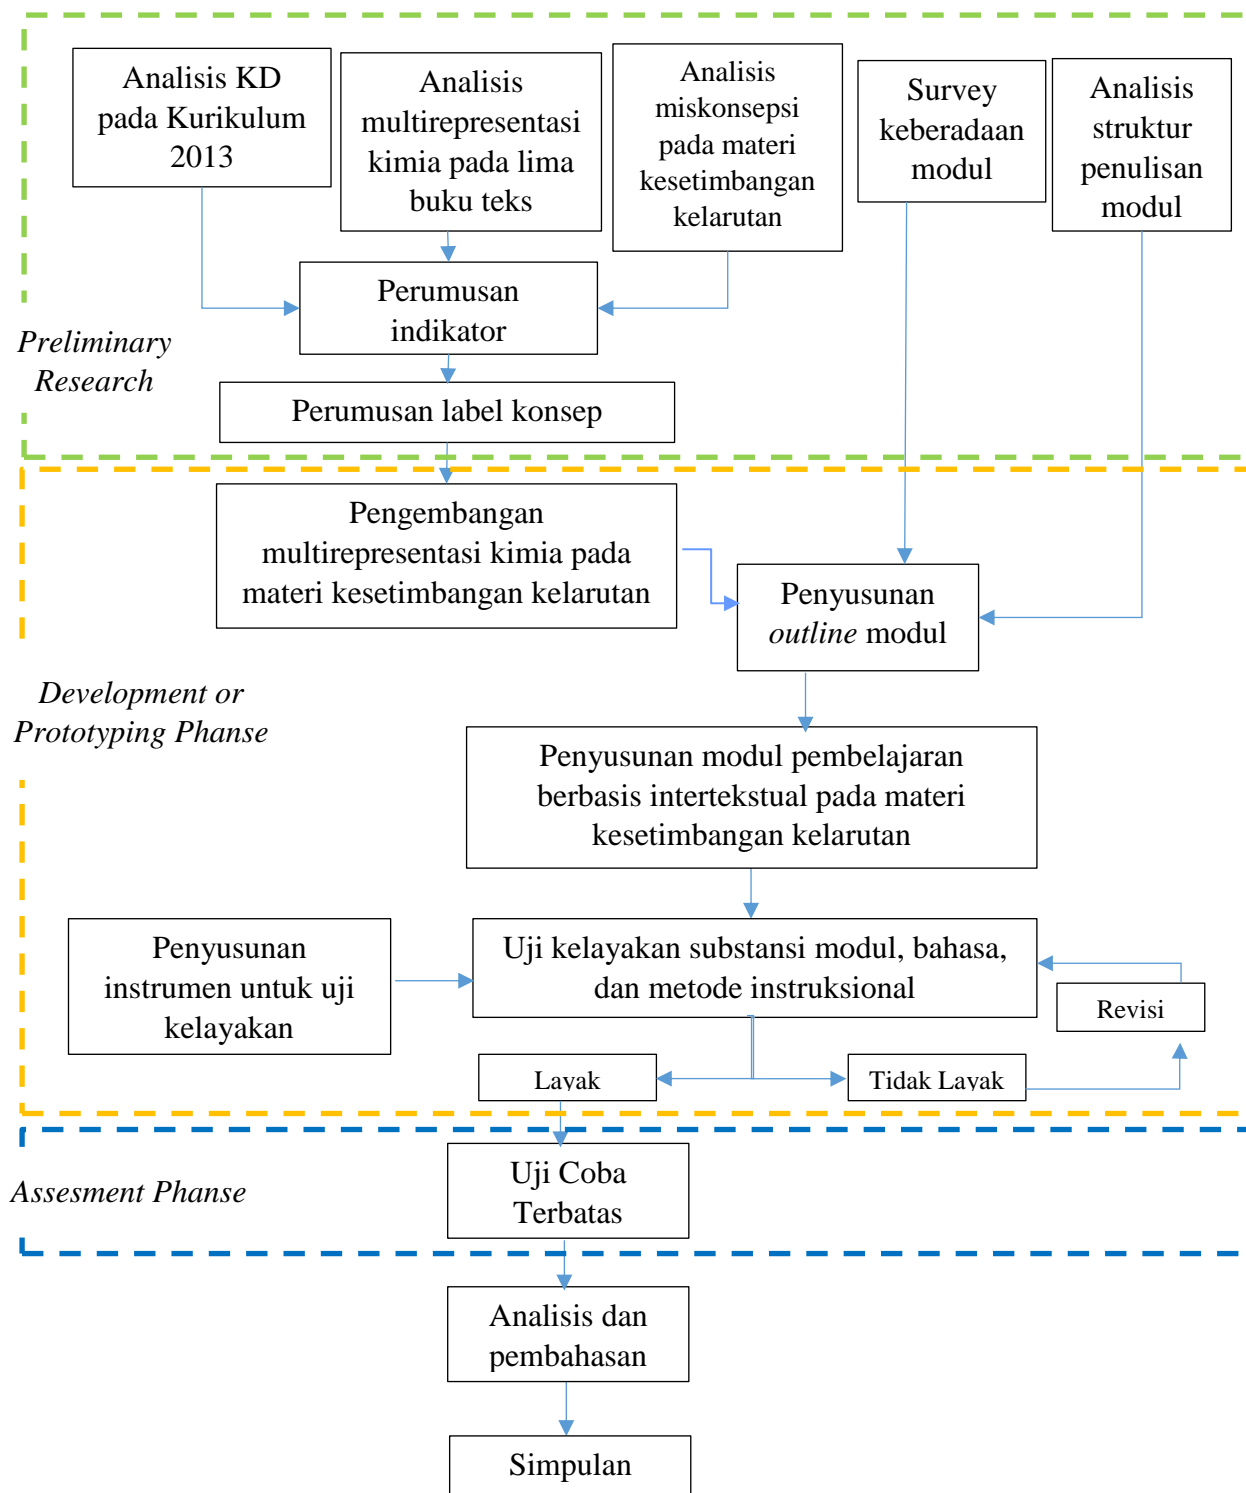 Analisis KD
pada Kurikulum
2013
Analisis
multirepresentasi
kimia pada lima
buku teks
Analisis
miskonsepsi
pada materi
kesetimbangan
kelarutan
Survey
keberadaan
modul
Analisis
struktur
penulisan
modul
Perumusan
indikator
Preliminary
Research
Perumusan label konsep
Pengembangan
multirepresentasi kimia pada
materi kesetimbangan kelarutan
Penyusunan
outline modul
Development or
Prototyping Phanse
Penyusunan modul pembelajaran
berbasis intertekstual pada materi
kesetimbangan kelarutan
Penyusunan
instrumen untuk uji
kelayakan
Uji kelayakan substansi modul, bahasa,
dan metode instruksional
Revisi
Layak
Tidak Layak
Assesment Phanse
Uji Coba
Terbatas
Analisis dan
pembahasan
Simpulan